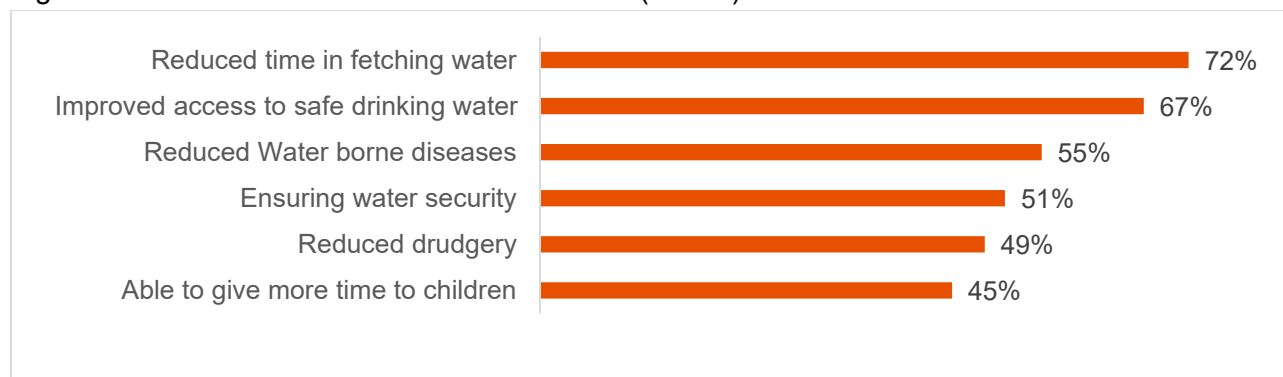 Reduced time in fetching water 72%
Improved access to safe drinking water 67%
Reduced Water borne diseases 55%
Ensuring water security 51%
Reduced drudgery 49%
Able to give more time to children 45%